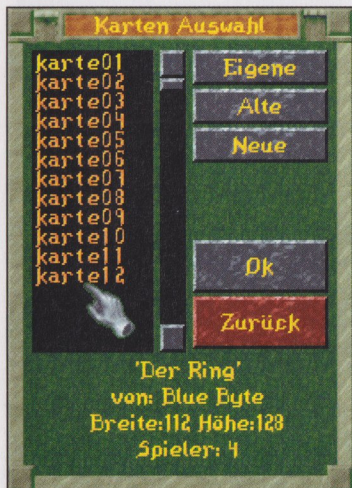 Karten Auswahl
karte01
karte02
karte03
karte04
karte05
karte06
karte07
karte08
karte09
karte10
karte11
karte12
Eigene
Alte
Neue
Ok
Zurück
'Der Ring'
von: Blue Byte
Breite:112 Höhe:128
Spieler: 4